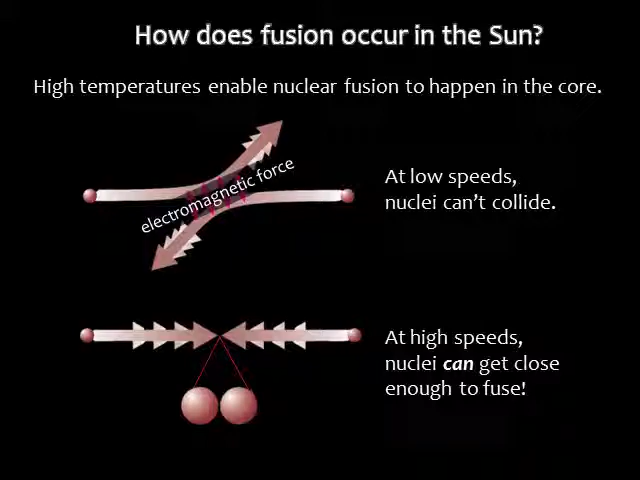 How does fusion occur in the Sun?
High temperatures enable nuclear fusion to happen in the core.
electromagnetic force
At low speeds,
nuclei can’t collide.
At high speeds,
nuclei can get close
enough to fuse!